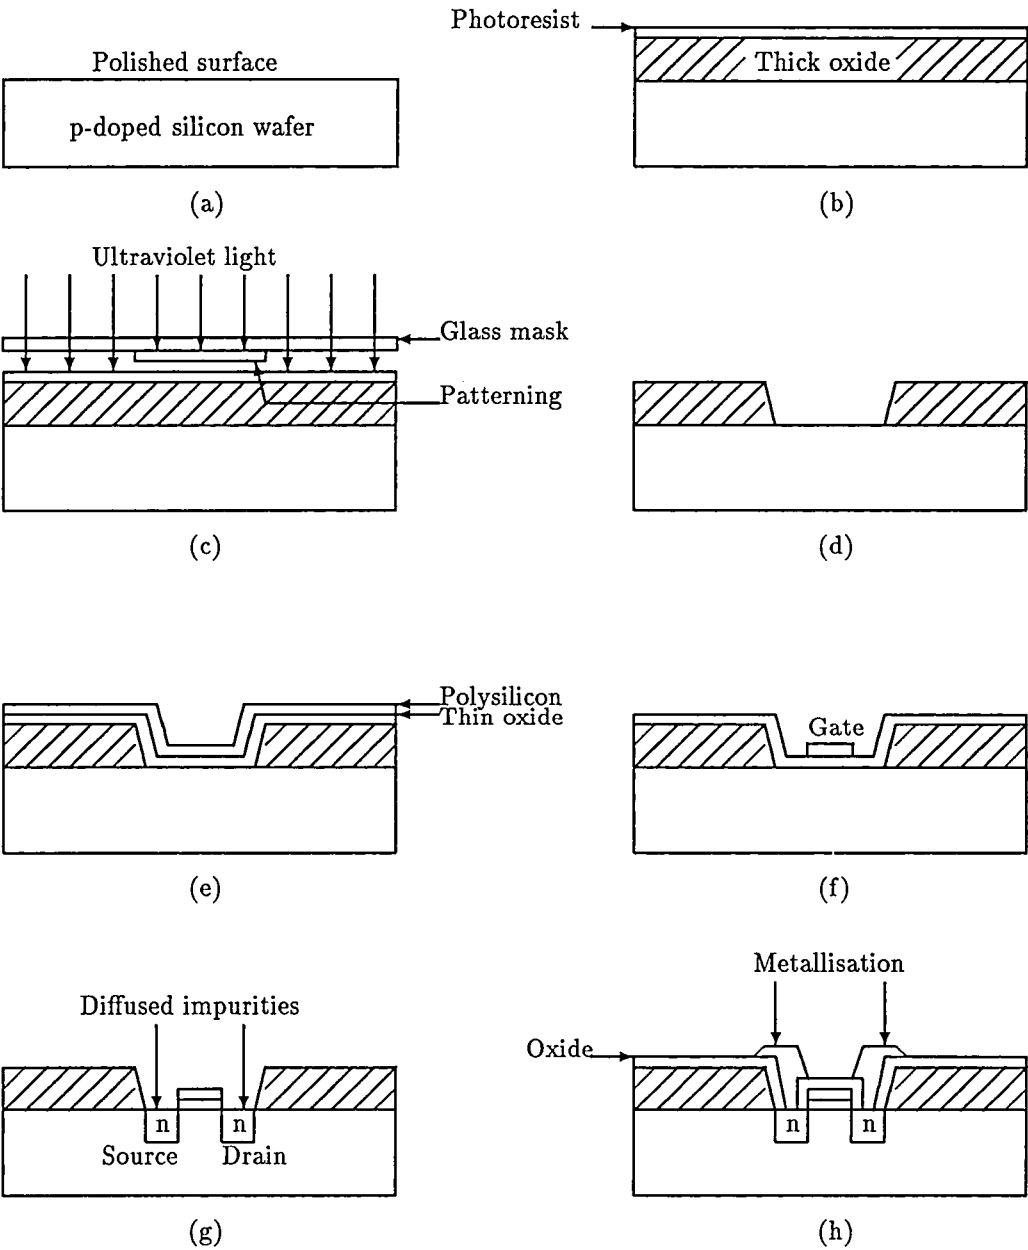 Polished surface
p-doped silicon wafer
(a)
Photoresist
Thick oxide
(b)
Ultraviolet light
Glass mask
Patterning
(c)
(d)
Polysilicon
Thin oxide
(e)
Gate
(f)
Diffused impurities
n n
Source Drain
(g)
Metallisation
Oxide
n n
(h)